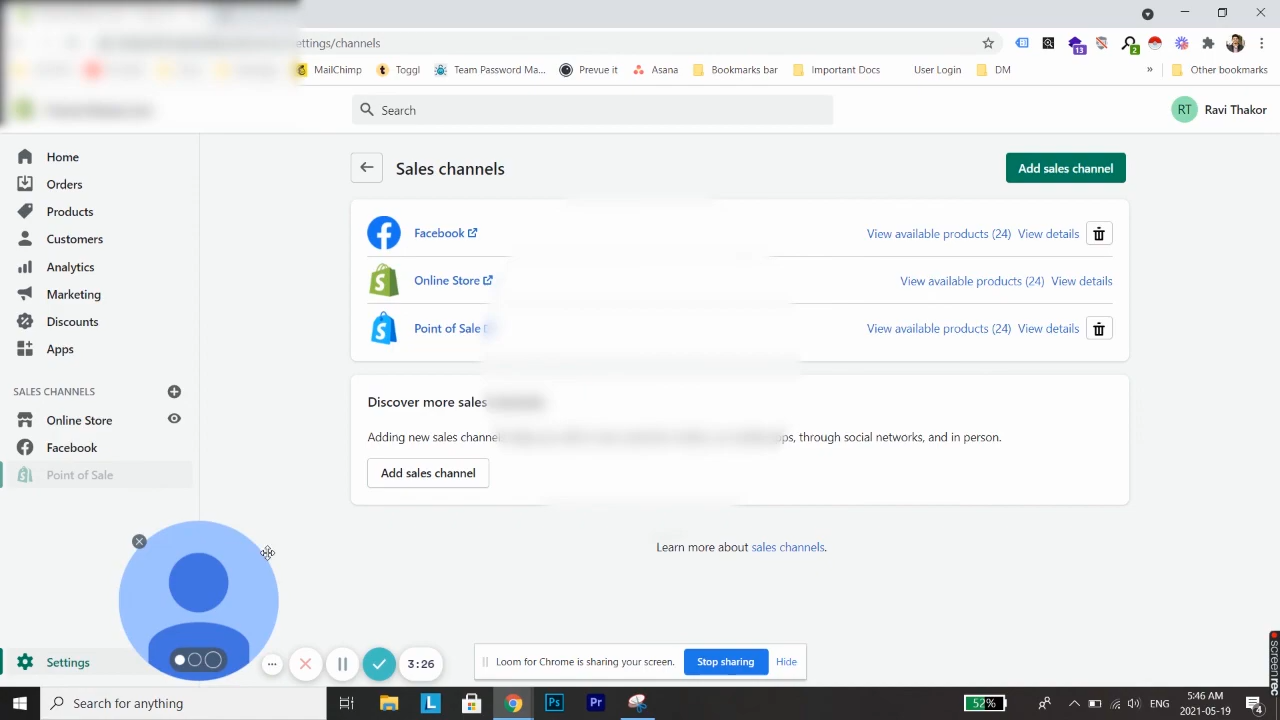 ettings/channels
13
2
MailChimp
Toggl
Team Password Ma...
Prevue it
Asana
Bookmarks bar
Important Docs
User Login
DM
»
Other bookmarks
Search
RT
Ravi Thakor
Home
Orders
Products
Customers
Analytics
Marketing
Discounts
Apps
SALES CHANNELS
Online Store
Facebook
Point of Sale
Settings
Sales channels
Add sales channel
Facebook
View available products (24) View details
Online Store
View available products (24) View details
Point of Sale
View available products (24) View details
Discover more sales
Adding new sales channel
ps, through social networks, and in person.
Add sales channel
Learn more about sales channels.
3:26
Loom for Chrome is sharing your screen.
Stop sharing
Hide
screenrec
Search for anything
L
Ps
Pr
52%
ENG
5:46 AM
2021-05-19
4